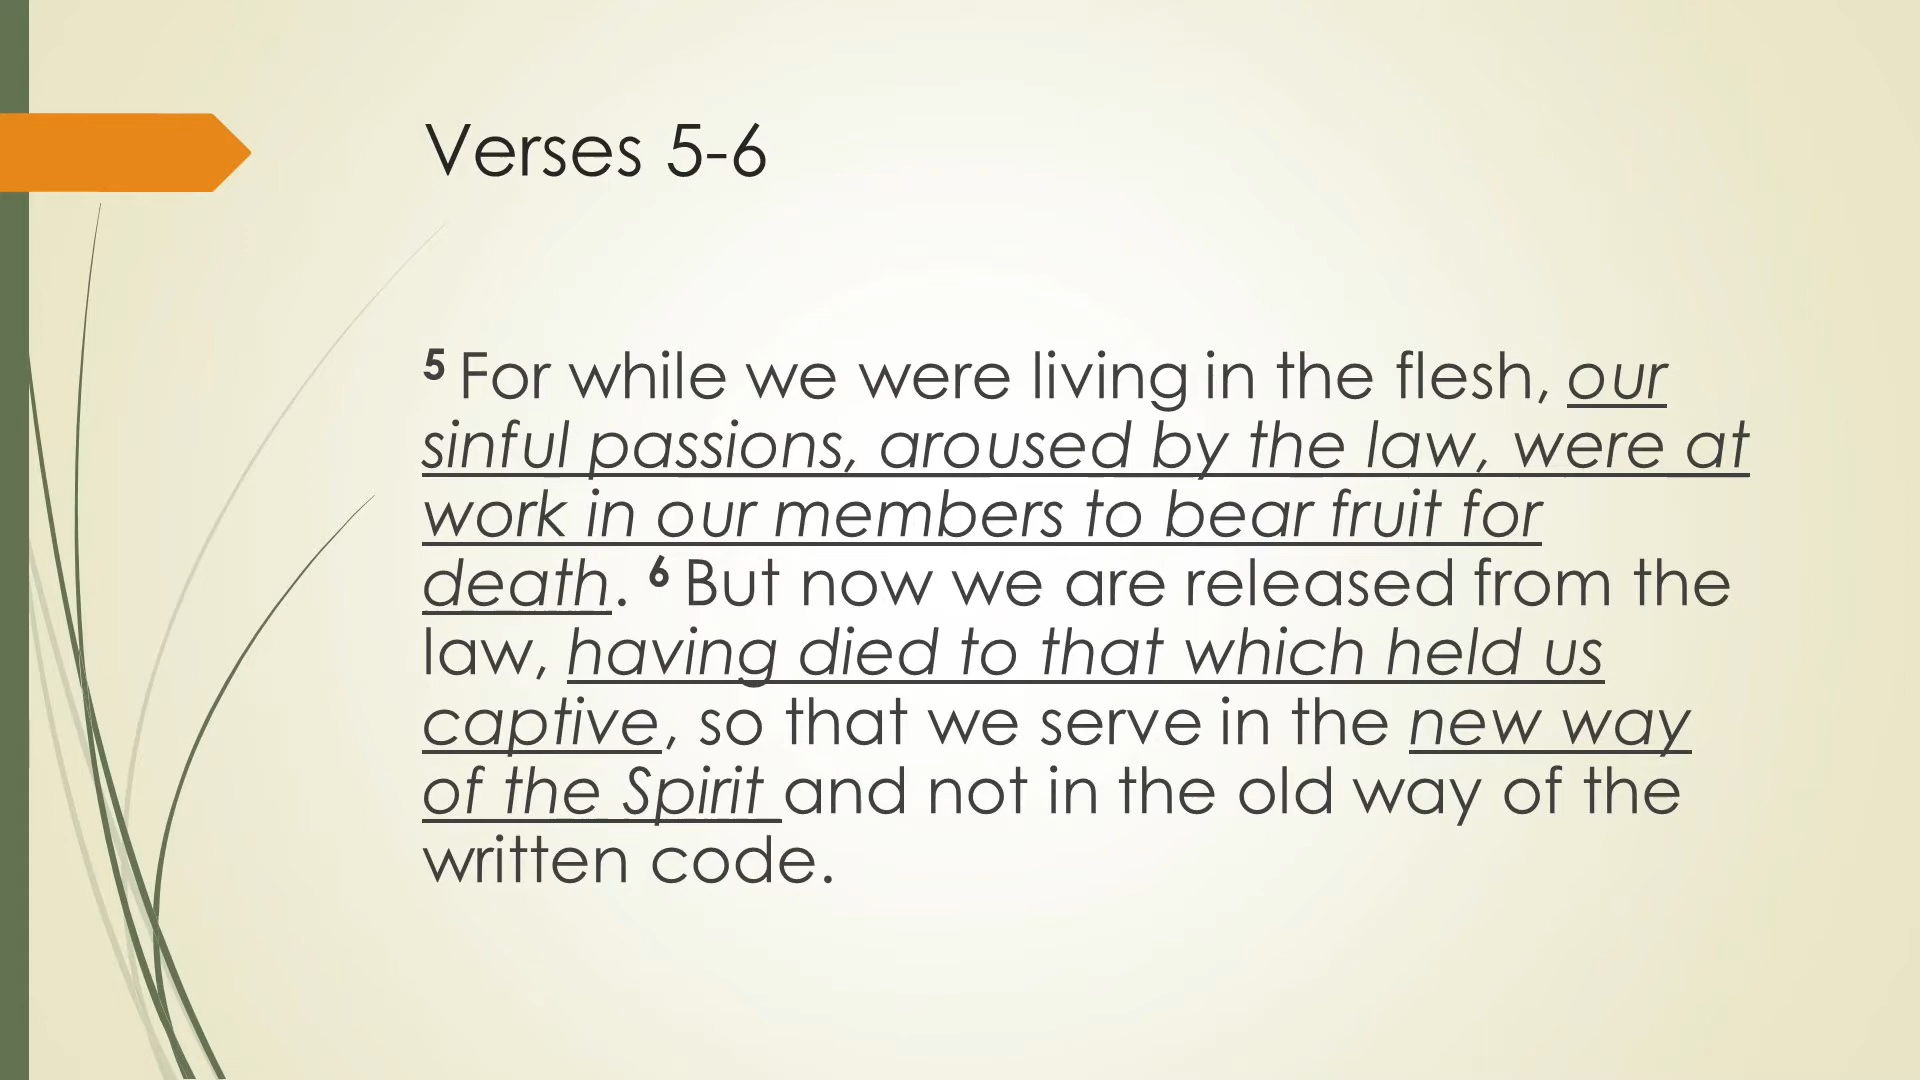 Verses 5-6
5 For while we were living in the flesh, our
sinful passions, aroused by the law, were at
work in our members to bear fruit for
death. 6 But now we are released from the
law, having died to that which held us
captive, so that we serve in the new way
of the Spirit and not in the old way of the
written code.